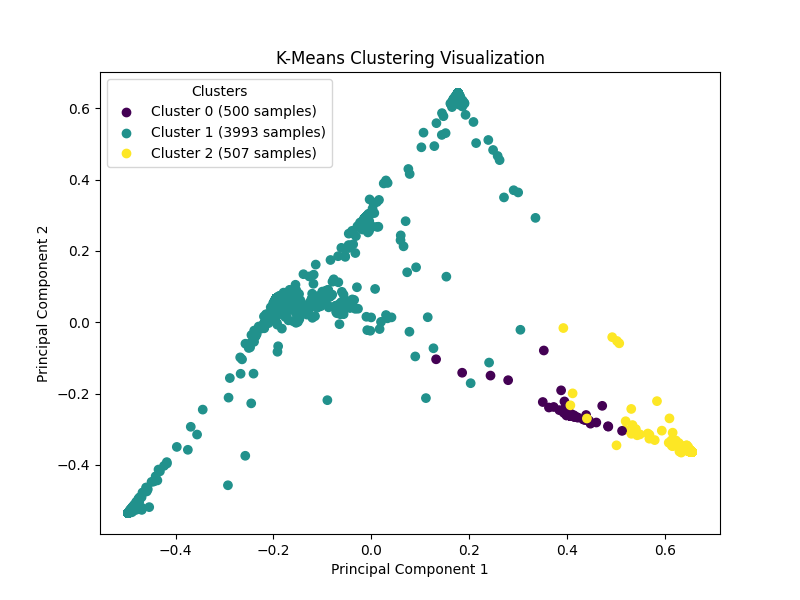 K-Means Clustering Visualization
Clusters
Cluster 0 (500 samples)
Cluster 1 (3993 samples)
Cluster 2 (507 samples)
Principal Component 2
0.6
0.4
0.2
0.0
−0.2
−0.4
−0.4
−0.2
0.0
0.2
0.4
0.6
Principal Component 1